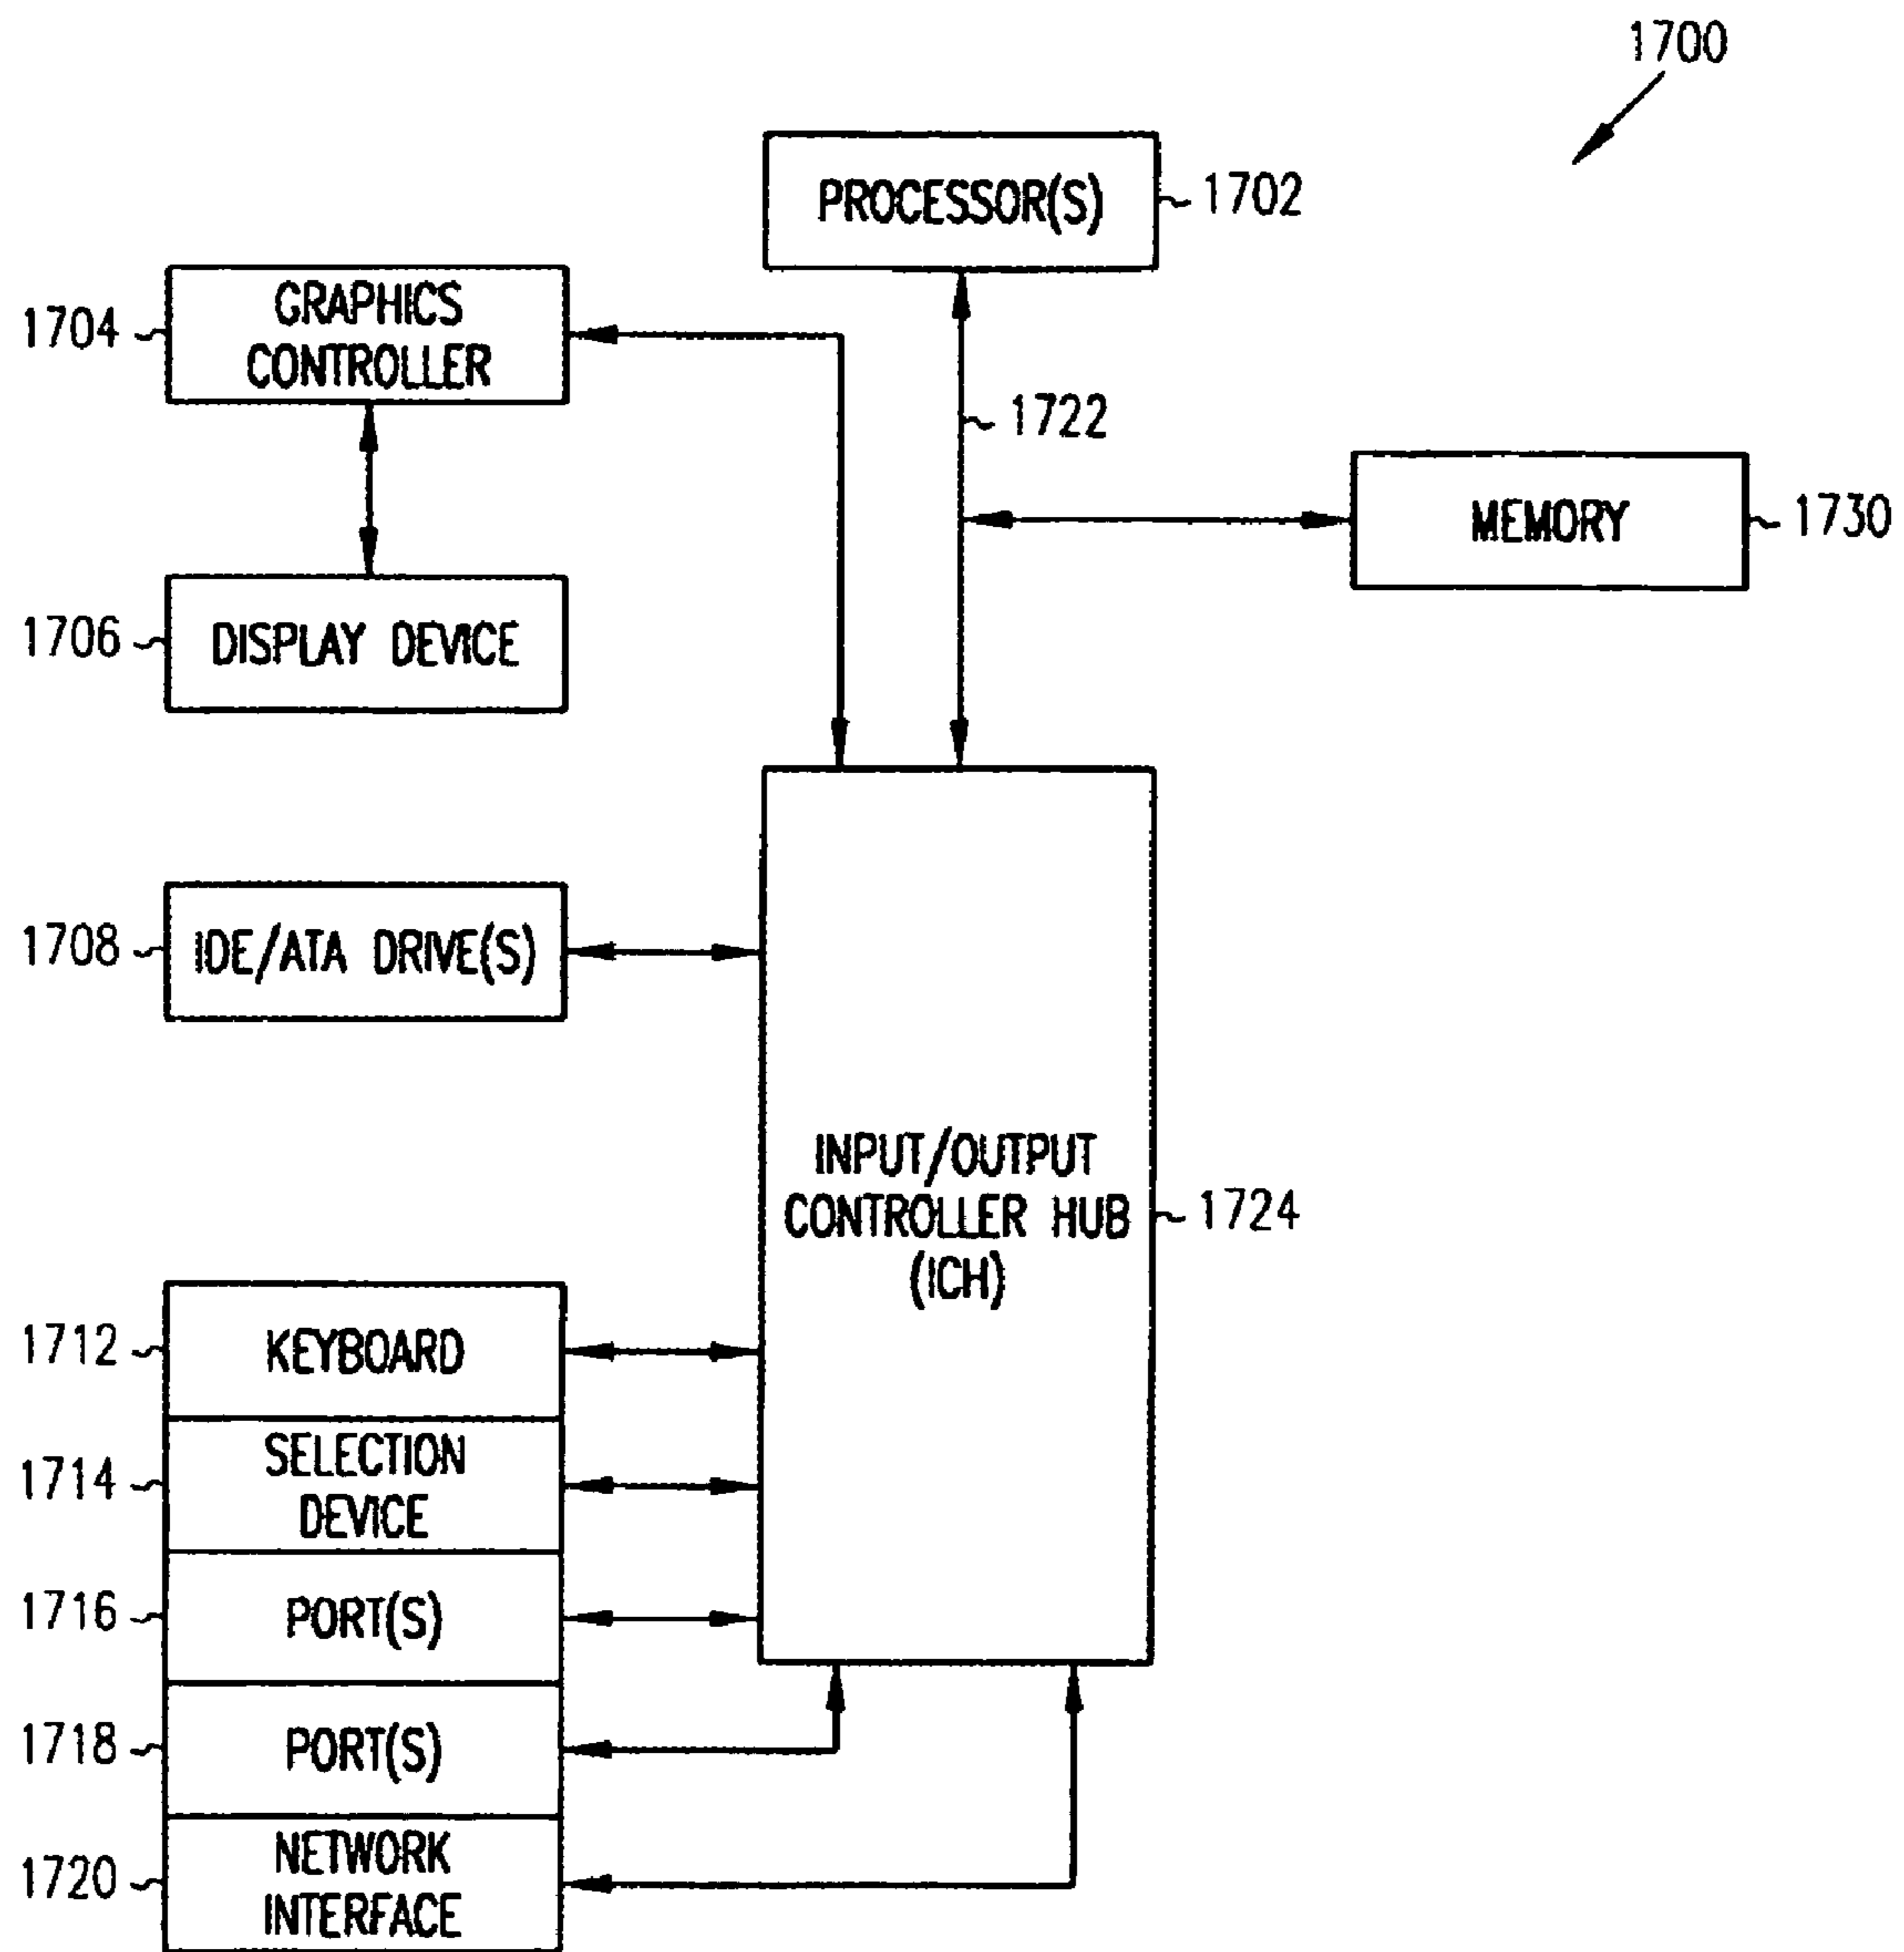 1700
PROCESSOR(S)
1702
GRAPHICS
CONTROLLER
1704
1722
MEMORY
1730
1706
DISPLAY DEVICE
1708
IDE/ATA DRIVE(S)
INPUT/OUTPUT
CONTROLLER HUB
(ICH)
1724
1712
KEYBOARD
1714
SELECTION
DEVICE
1716
PORT(S)
1718
PORT(S)
1720
NETWORK
INTERFACE